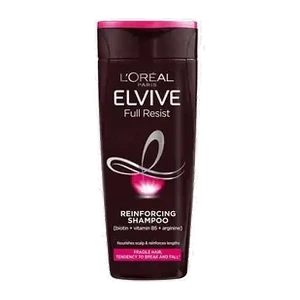 L'ORÉAL
PARIS
ELVIVE
Full Resist
REINFORCING
SHAMPOO
[biotin + vitamin B5 + arginine]
Nourishes scalp & reinforces lengths
FRAGILE HAIR,
TENDENCY TO BREAK AND FALL